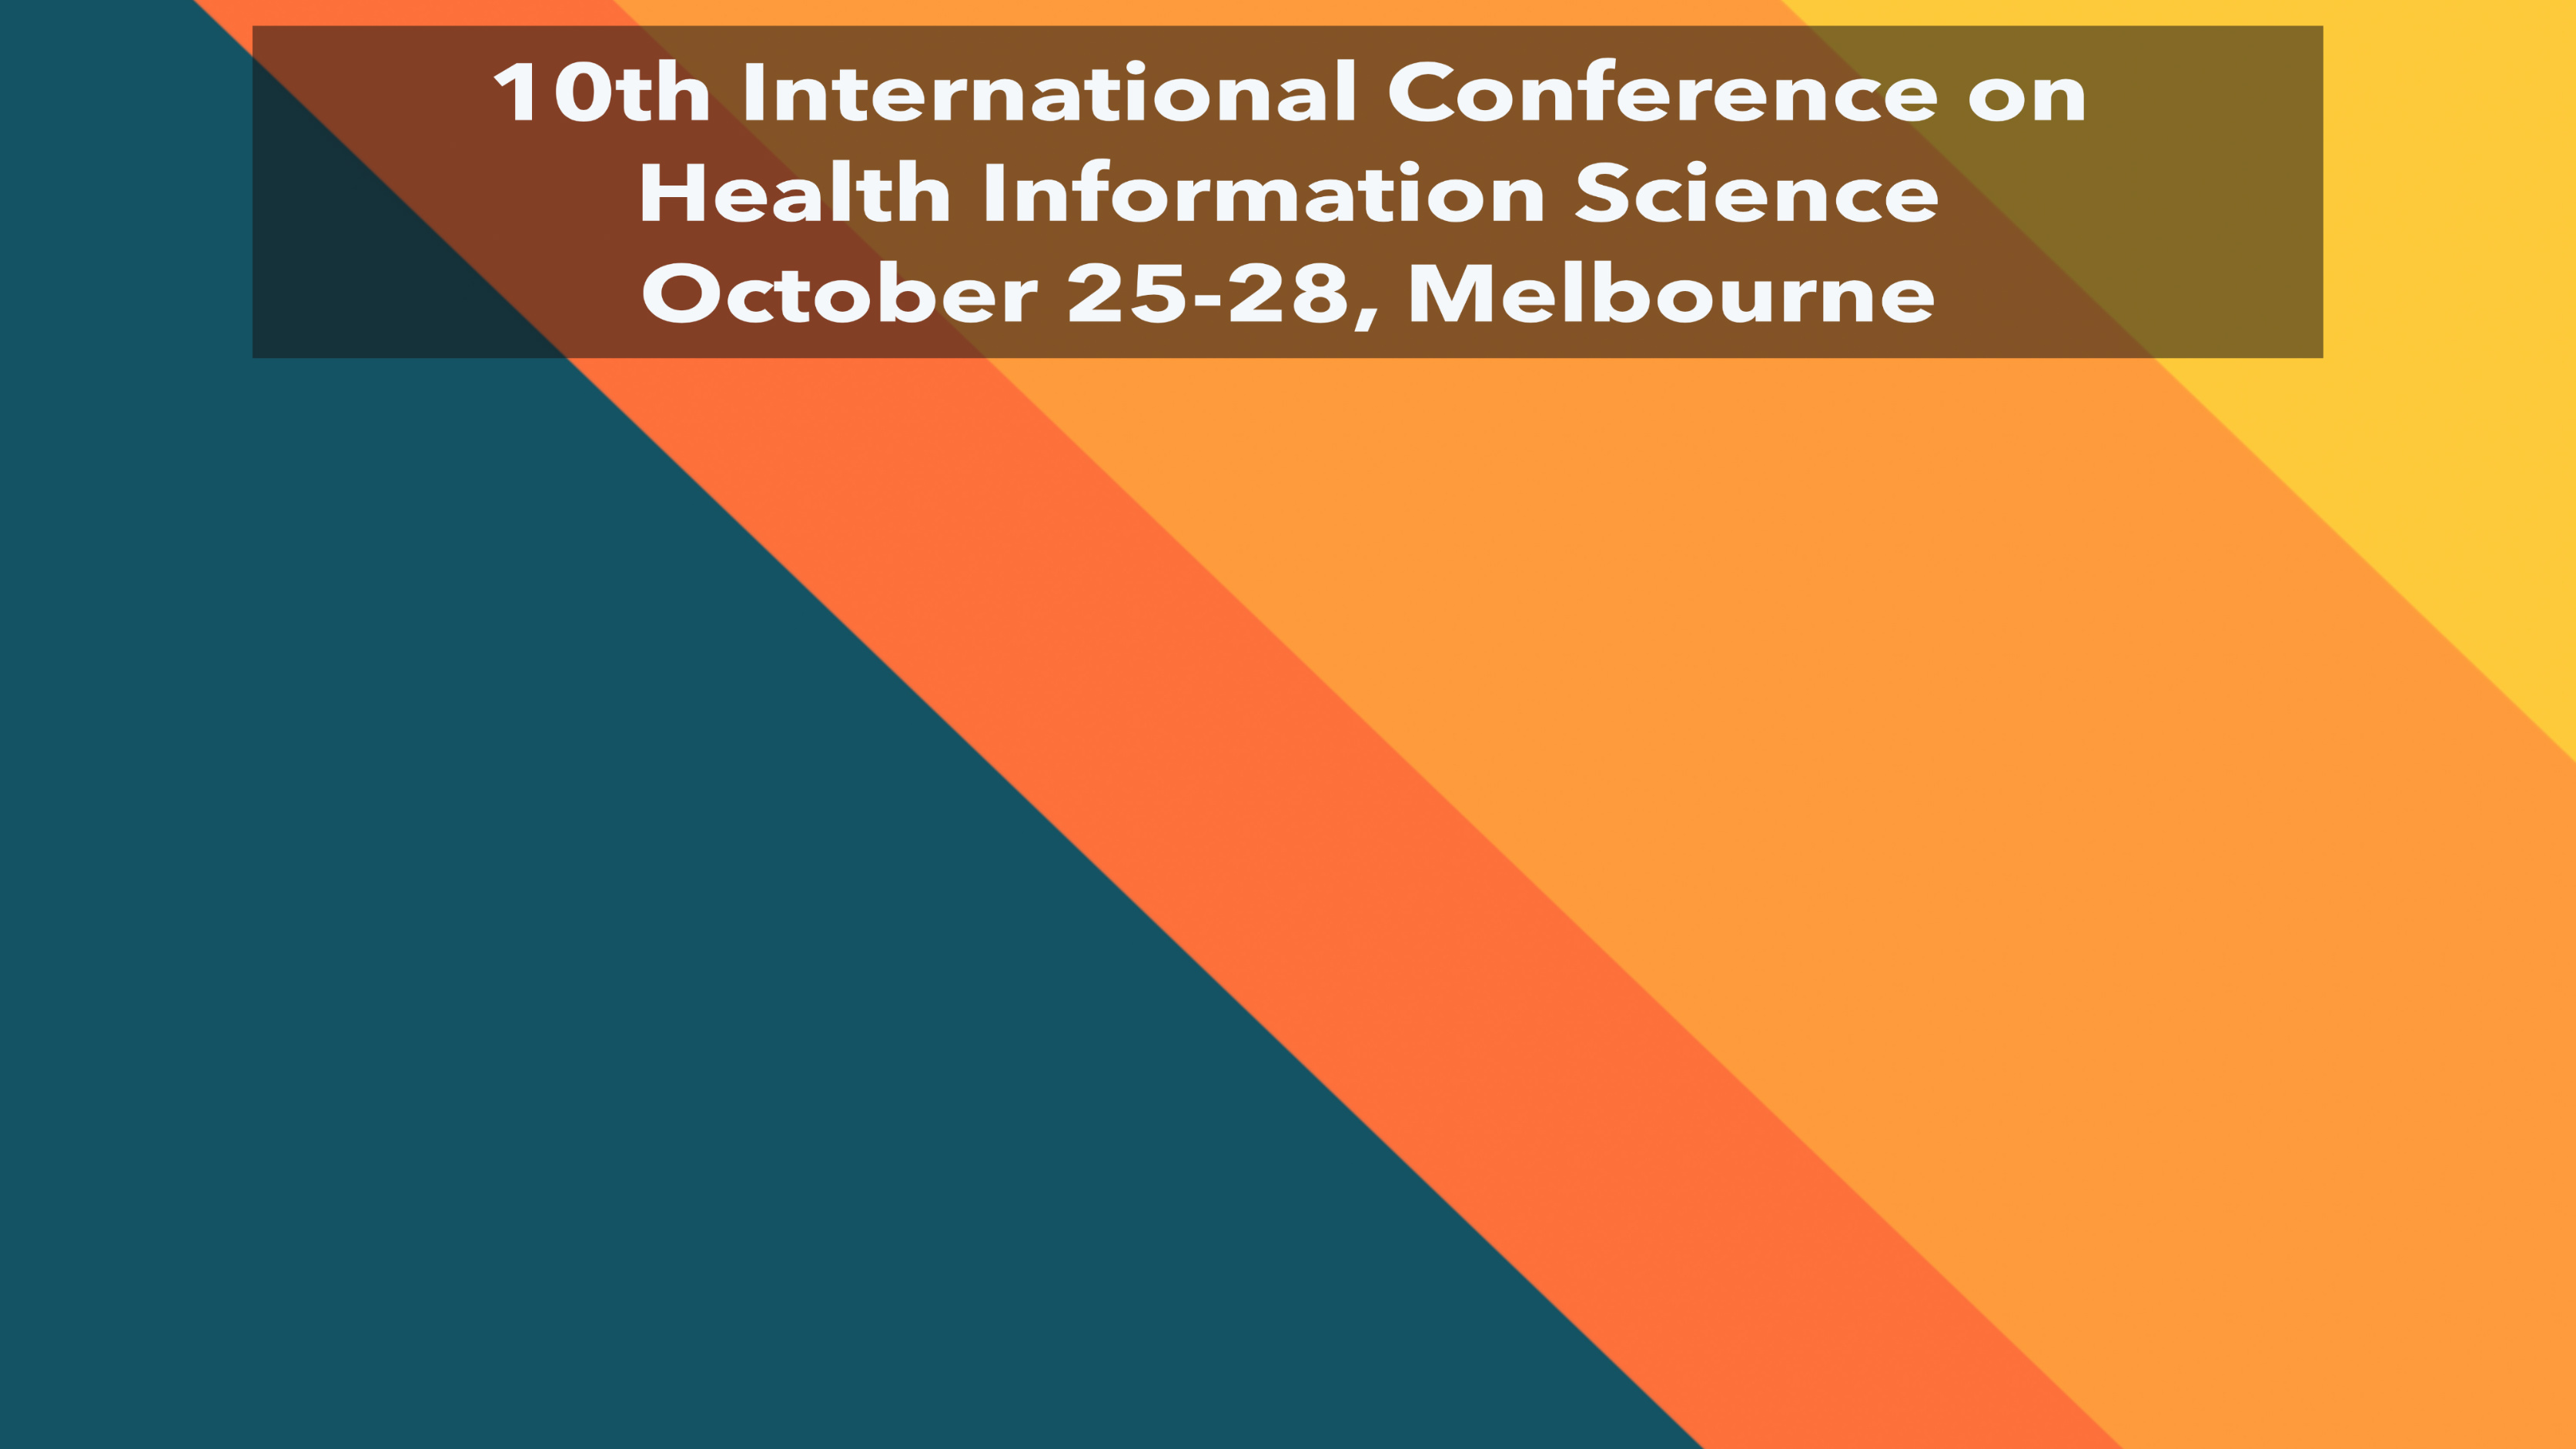 10th International Conference on
Health Information Science
October 25-28, Melbourne